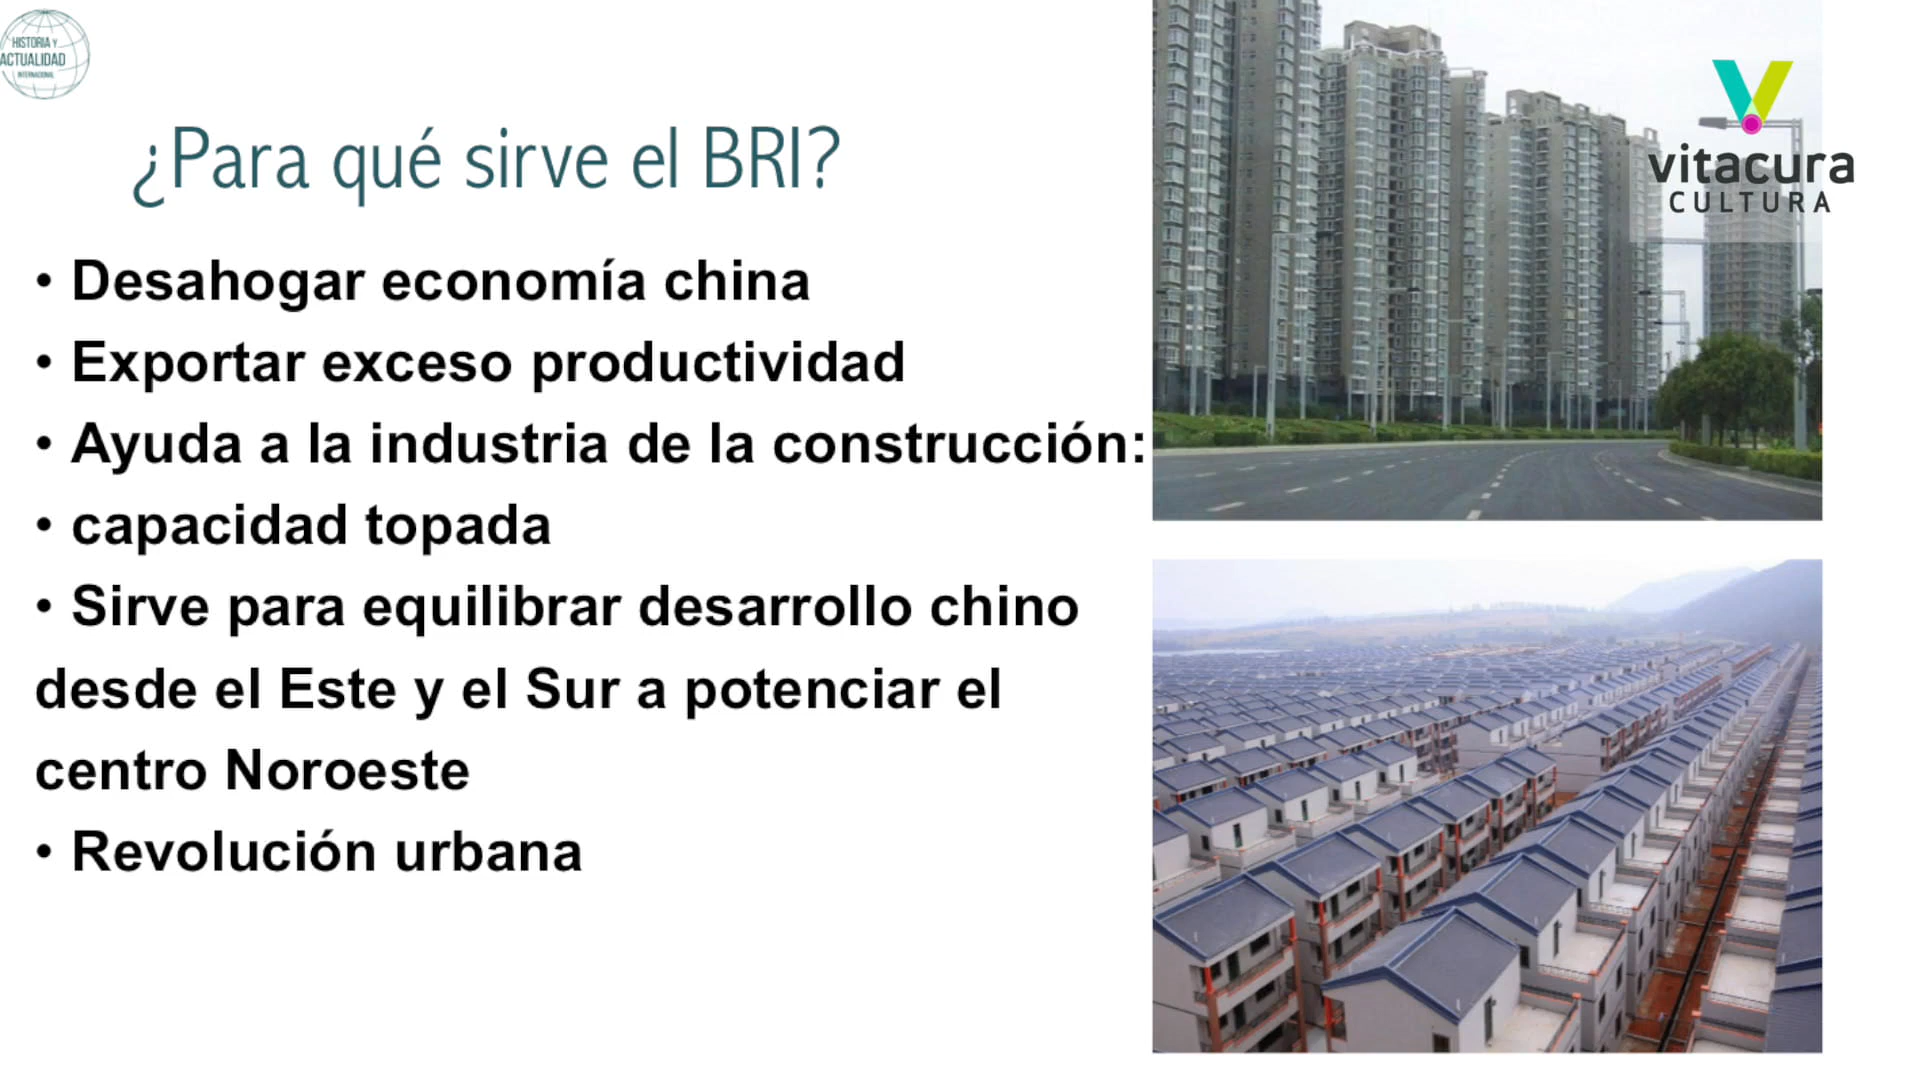 HISTORIA Y
ACTUALIDAD
INTERNACIONAL
¿Para qué sirve el BRI?
vitacura
CULTURA
• Desahogar economía china
• Exportar exceso productividad
• Ayuda a la industria de la construcción:
• capacidad topada
• Sirve para equilibrar desarrollo chino
desde el Este y el Sur a potenciar el
centro Noroeste
• Revolución urbana